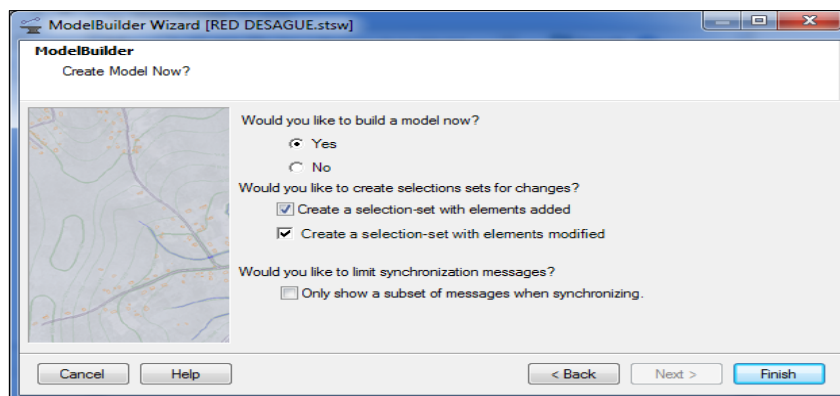 ModelBuilder Wizard [RED DESAGUE.stsw]
ModelBuilder
Create Model Now?
Would you like to build a model now?
Yes
No
Would you like to create selections sets for changes?
Create a selection-set with elements added
Create a selection-set with elements modified
Would you like to limit synchronization messages?
Only show a subset of messages when synchronizing.
Cancel Help < Back Next > Finish